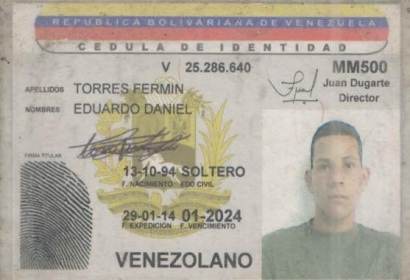 REPUBLICA BOLIVARIANA DE VENEZUELA
CEDULA DE IDENTIDAD
V 25.286.640 MM500
Juan Dugarte
Director
APELLIDOS TORRES FERMIN
NOMBRES EDUARDO DANIEL
FIRMA TITULAR
13-10-94 SOLTERO
F. NACIMIENTO EDO CIVIL
29-01-14 01-2024
F. EXPEDICION F. VENCIMIENTO
VENEZOLANO